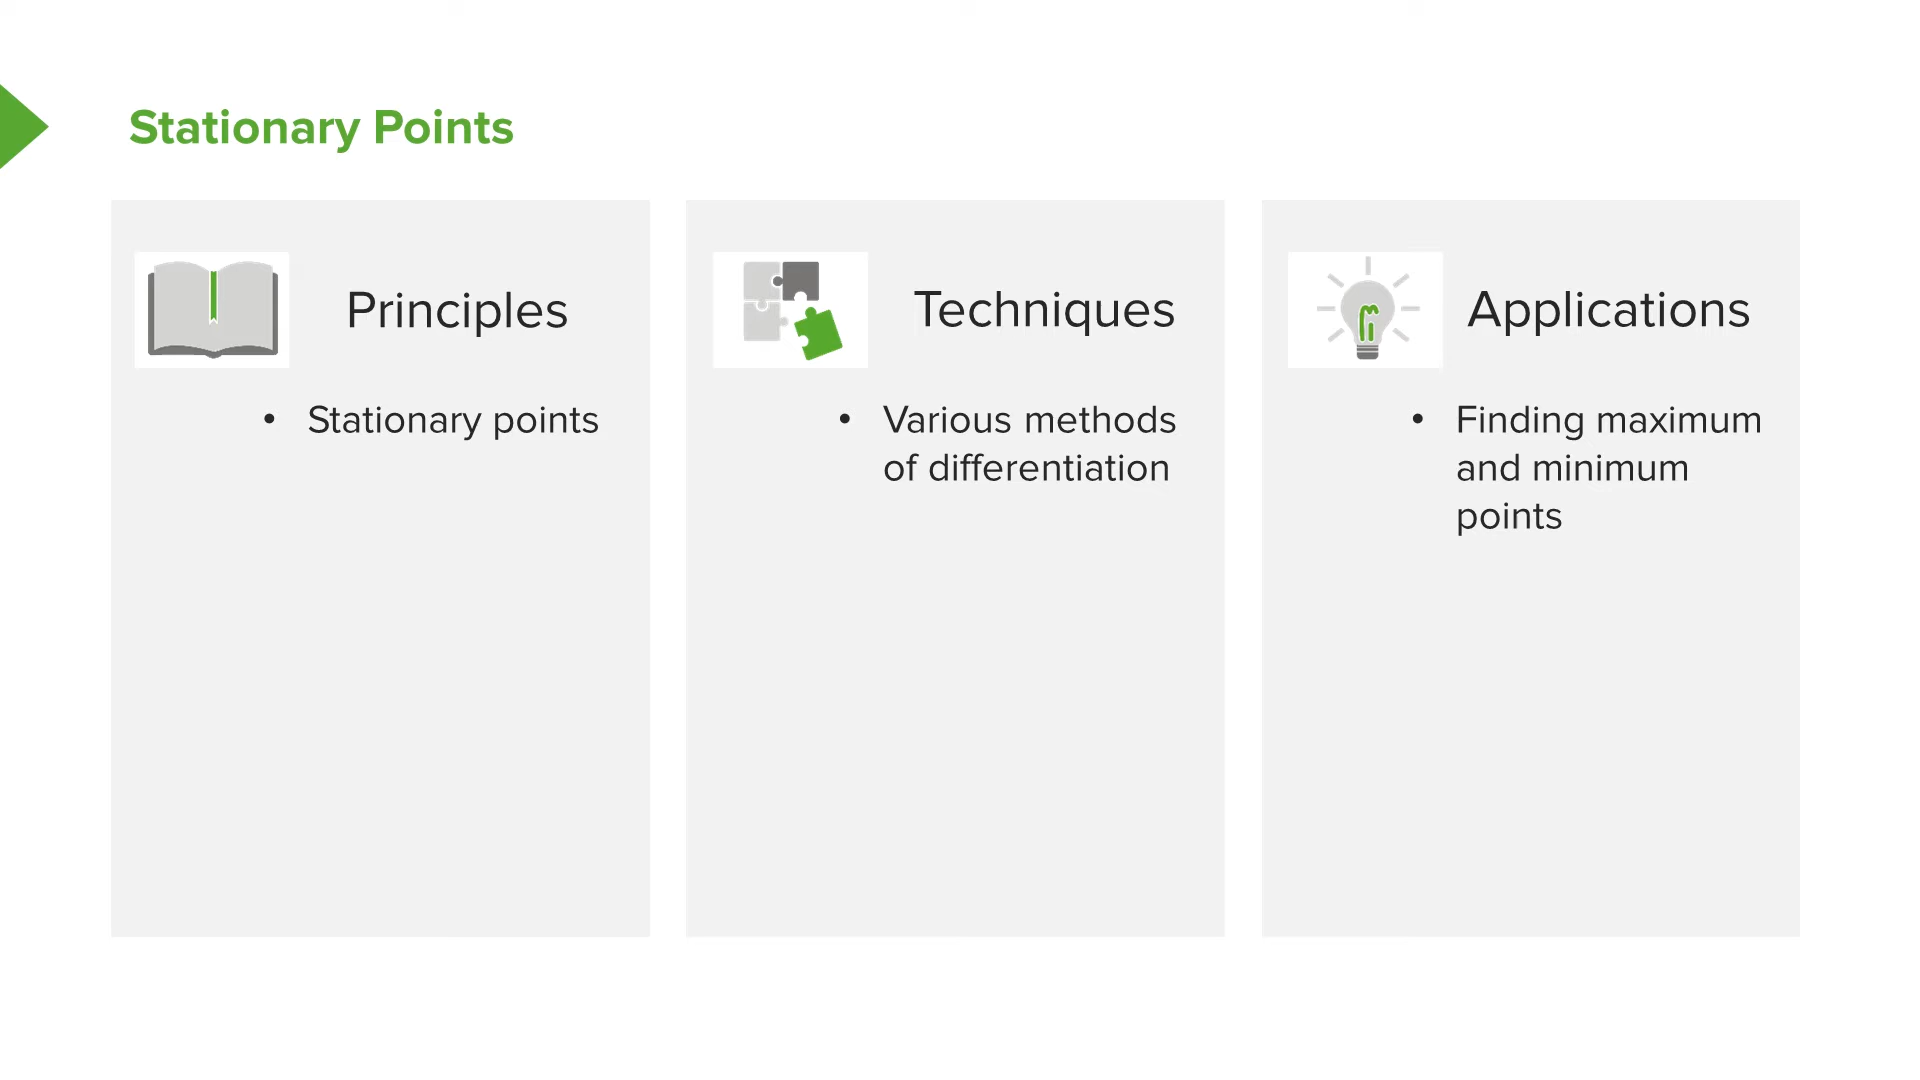 Stationary Points
Principles
• Stationary points
Techniques
• Various methods
of differentiation
Applications
• Finding maximum
and minimum
points